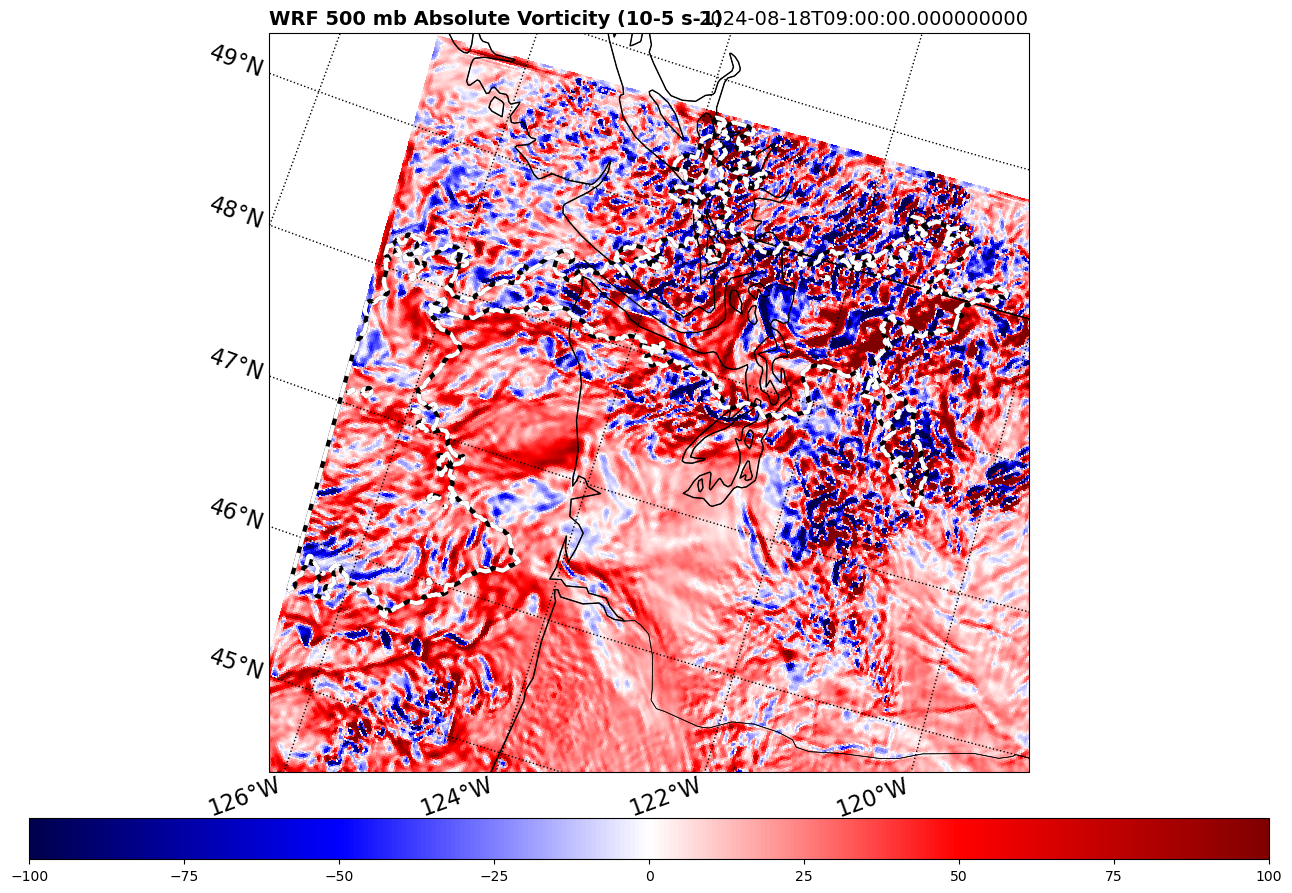 WRF 500 mb Absolute Vorticity (10-5 s-1)
2024-08-18T09:00:00.000000000
49°N
48°N
47°N
46°N
45°N
126°W 124°W 122°W 120°W
−100 −75 −50 −25 0 25 50 75 100